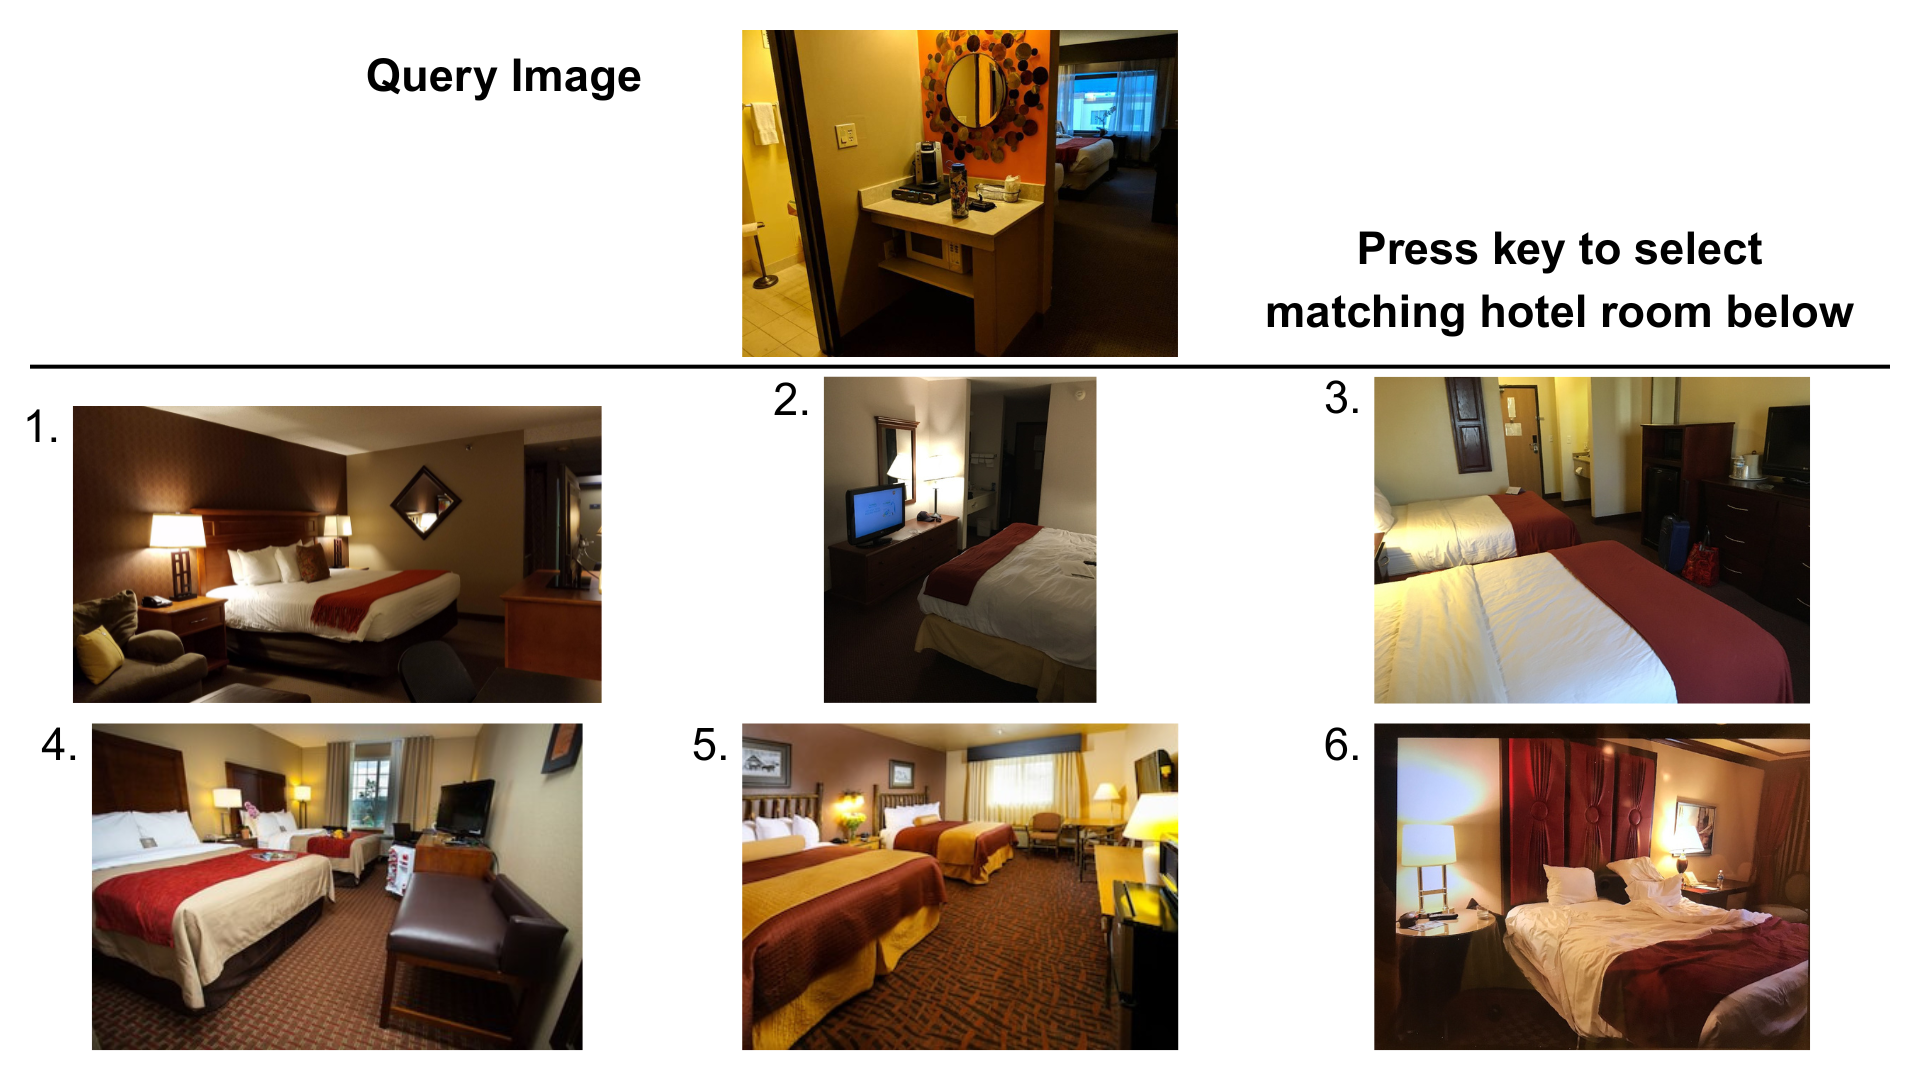 Query Image
Press key to select
matching hotel room below
1.
2.
3.
4.
5.
6.